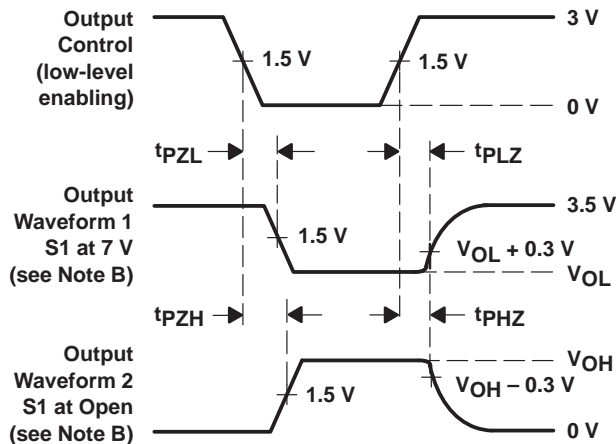 Output
Control
(low-level
enabling)
1.5 V
1.5 V
3 V
0 V
tPZL
tPLZ
Output
Waveform 1
S1 at 7 V
(see Note B)
1.5 V
3.5 V
VOL + 0.3 V
VOL
tPZH
tPHZ
Output
Waveform 2
S1 at Open
(see Note B)
1.5 V
VOH
VOH – 0.3 V
0 V